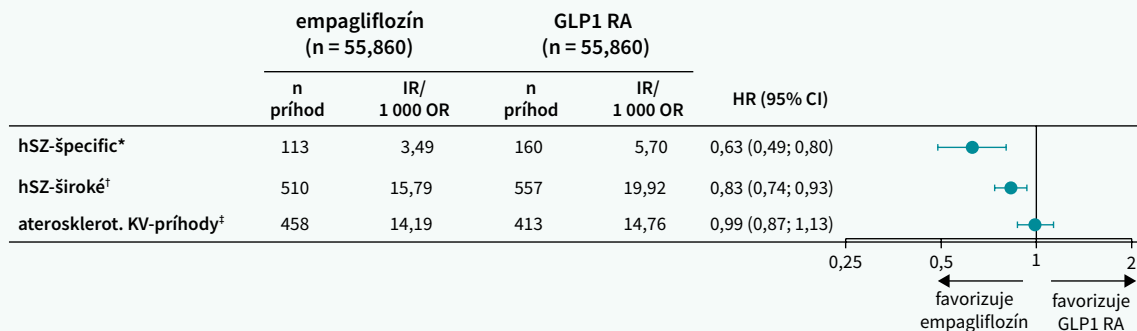 empagliflozín GLP1 RA
(n = 55,860) (n = 55,860)
n IR/ n IR/ HR (95% CI)
príhod 1 000 OR príhod 1 000 OR
hSZ-špecific* 113 3,49 160 5,70 0,63 (0,49; 0,80)
hSZ-široké† 510 15,79 557 19,92 0,83 (0,74; 0,93)
aterosklerot. KV-príhody‡ 458 14,19 413 14,76 0,99 (0,87; 1,13)
0,25 0,5 1 2
favorizuje favorizuje
empagliflozín GLP1 RA